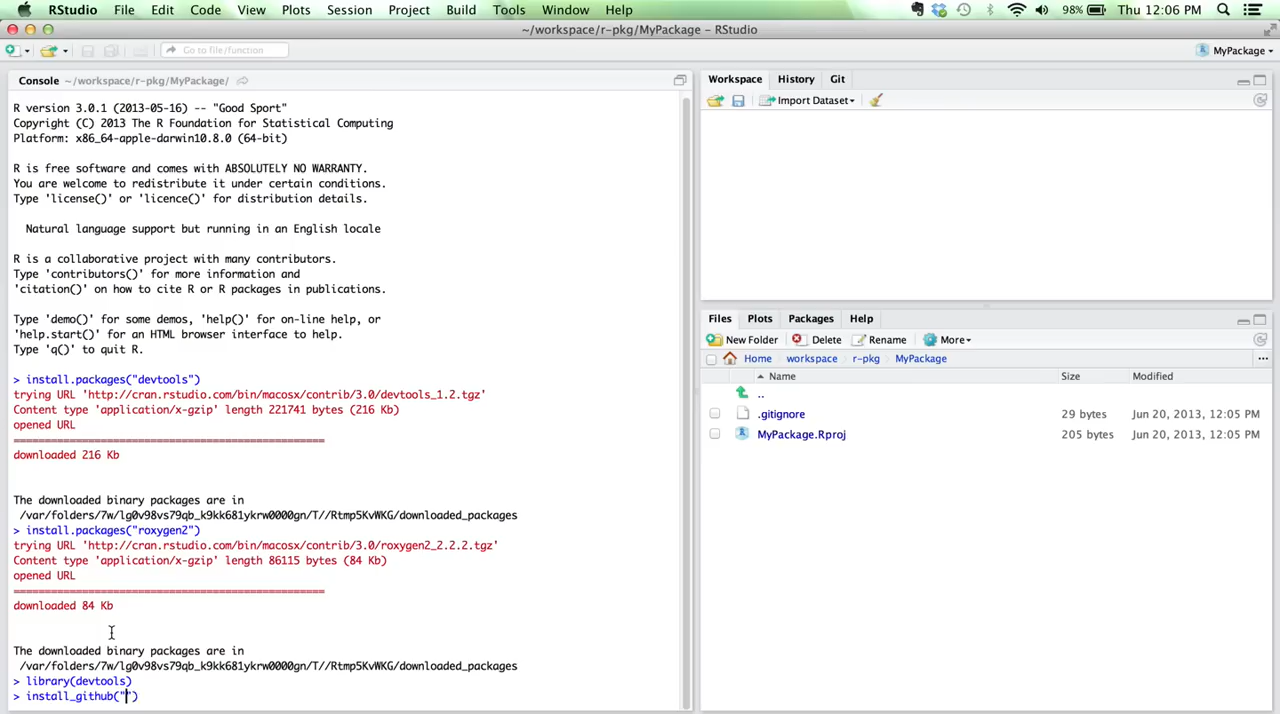 RStudio File Edit Code View Plots Session Project Build Tools Window Help 98% Thu 12:06 PM
~/workspace/r-pkg/MyPackage – RStudio
Go to file/function MyPackage
Console ~/workspace/r-pkg/MyPackage/
R version 3.0.1 (2013-05-16) -- "Good Sport"
Copyright (C) 2013 The R Foundation for Statistical Computing
Platform: x86_64-apple-darwin10.8.0 (64-bit)
R is free software and comes with ABSOLUTELY NO WARRANTY.
You are welcome to redistribute it under certain conditions.
Type 'license()' or 'licence()' for distribution details.
Natural language support but running in an English locale
R is a collaborative project with many contributors.
Type 'contributors()' for more information and
'citation()' on how to cite R or R packages in publications.
Type 'demo()' for some demos, 'help()' for on-line help, or
'help.start()' for an HTML browser interface to help.
Type 'q()' to quit R.
> install.packages("devtools")
trying URL 'http://cran.rstudio.com/bin/macosx/contrib/3.0/devtools_1.2.tgz'
Content type 'application/x-gzip' length 221741 bytes (216 Kb)
opened URL
==================================================
downloaded 216 Kb
The downloaded binary packages are in
/var/folders/7w/lg0v98vs79qb_k9kk681ykrw0000gn/T//Rtmp5KvWKG/downloaded_packages
> install.packages("roxygen2")
trying URL 'http://cran.rstudio.com/bin/macosx/contrib/3.0/roxygen2_2.2.2.tgz'
Content type 'application/x-gzip' length 86115 bytes (84 Kb)
opened URL
==================================================
downloaded 84 Kb
The downloaded binary packages are in
/var/folders/7w/lg0v98vs79qb_k9kk681ykrw0000gn/T//Rtmp5KvWKG/downloaded_packages
> library(devtools)
> install_github("")
Workspace History Git
Import Dataset
Files Plots Packages Help
New Folder Delete Rename More
Home workspace r-pkg MyPackage ...
Name Size Modified
..
.gitignore 29 bytes Jun 20, 2013, 12:05 PM
MyPackage.Rproj 205 bytes Jun 20, 2013, 12:05 PM